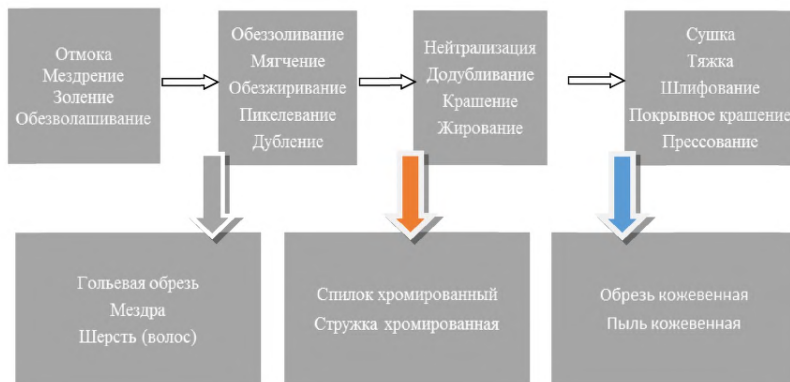 Отмока
Мездрение
Золение
Обезволашивание
Обеззоливание
Мягчение
Обезжиривание
Пикелевание
Дубление
Нейтрализация
Додубливание
Крашение
Жирование
Сушка
Тяжка
Шлифование
Покрывное крашение
Прессование
Гольевая обрезь
Мездра
Шерсть (волос)
Спилок хромированный
Стружка хромированная
Обрезь кожевенная
Пыль кожевенная